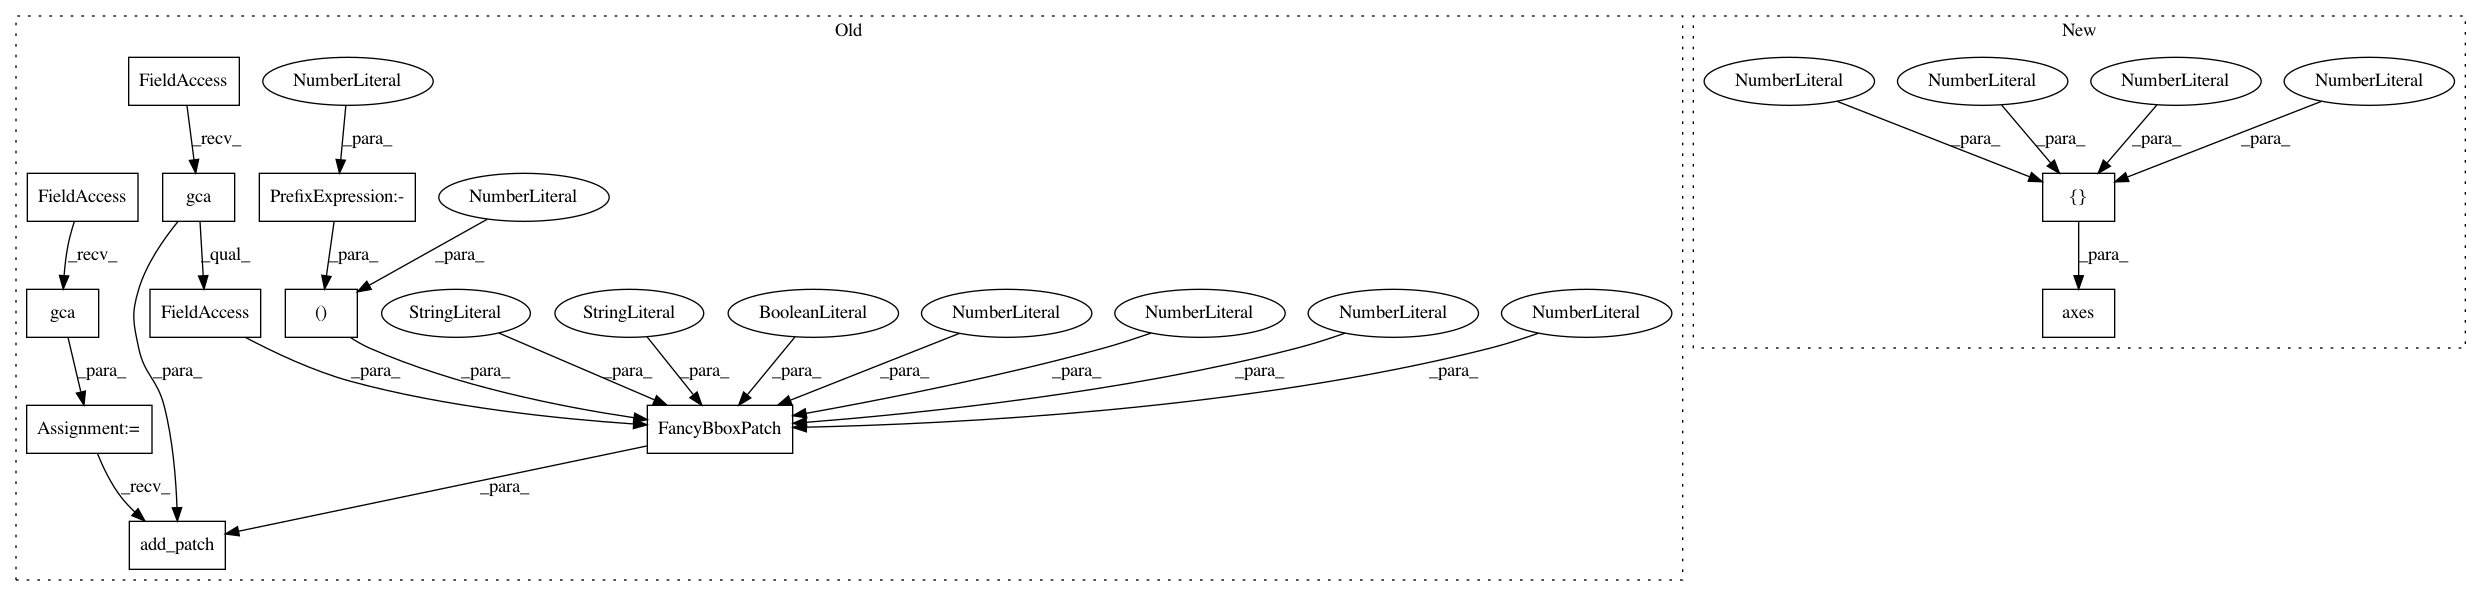 Old
New
FieldAccess
NumberLiteral
NumberLiteral
NumberLiteral
NumberLiteral
NumberLiteral
_recv_
_para_
_para_
_para_
_para_
_para_
FieldAccess
gca
PrefixExpression:-
NumberLiteral
{}
_recv_
_qual_
_para_
_para_
_para_
gca
FieldAccess
()
StringLiteral
StringLiteral
BooleanLiteral
NumberLiteral
NumberLiteral
NumberLiteral
NumberLiteral
axes
_para_
_para_
_para_
_para_
_para_
_para_
_para_
_para_
_para_
_para_
_para_
Assignment:=
FancyBboxPatch
_recv_
_para_
add_patch